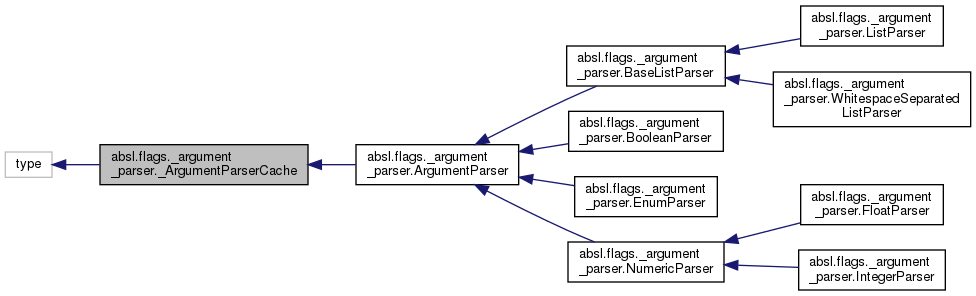 type
absl.flags._argument
_parser._ArgumentParserCache
absl.flags._argument
_parser.ArgumentParser
absl.flags._argument
_parser.BaseListParser
absl.flags._argument
_parser.ListParser
absl.flags._argument
_parser.WhitespaceSeparated
ListParser
absl.flags._argument
_parser.BooleanParser
absl.flags._argument
_parser.EnumParser
absl.flags._argument
_parser.NumericParser
absl.flags._argument
_parser.FloatParser
absl.flags._argument
_parser.IntegerParser